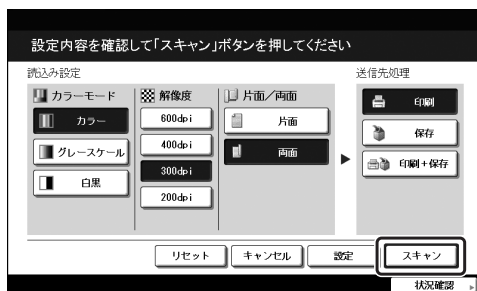 設定内容を確認して「スキャン」ボタンを押してください
読込み設定
送信先処理
カラーモード
解像度
片面/両面
カラー
グレースケール
白黒
600dpi
400dpi
300dpi
200dpi
片面
両面
印刷
保存
印刷+保存
リセット
キャンセル
設定
スキャン
状況確認